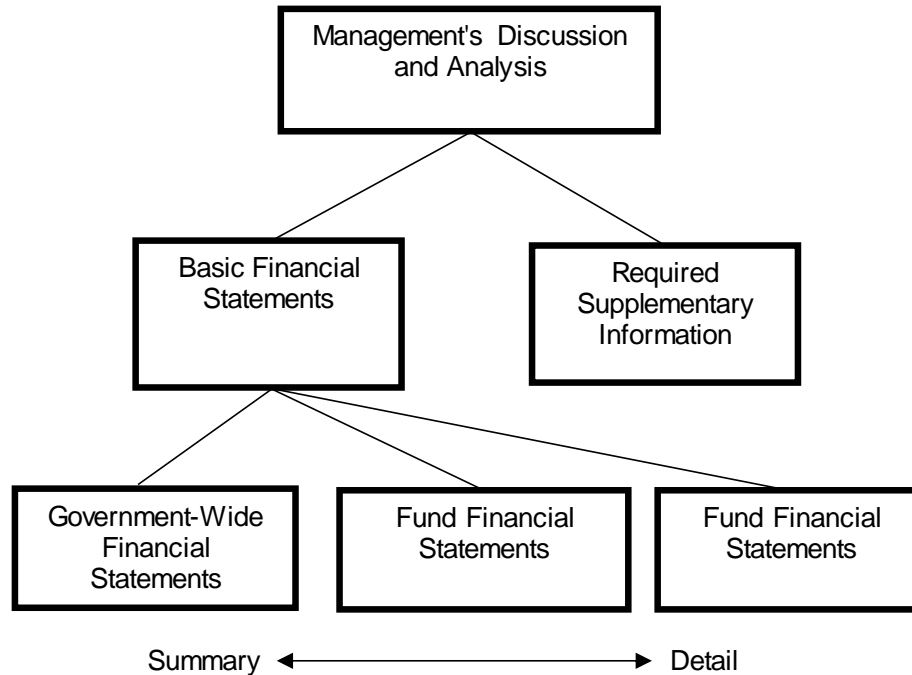 Management's Discussion
and Analysis
Basic Financial
Statements
Required
Supplementary
Information
Government-Wide
Financial
Statements
Fund Financial
Statements
Fund Financial
Statements
Summary
Detail